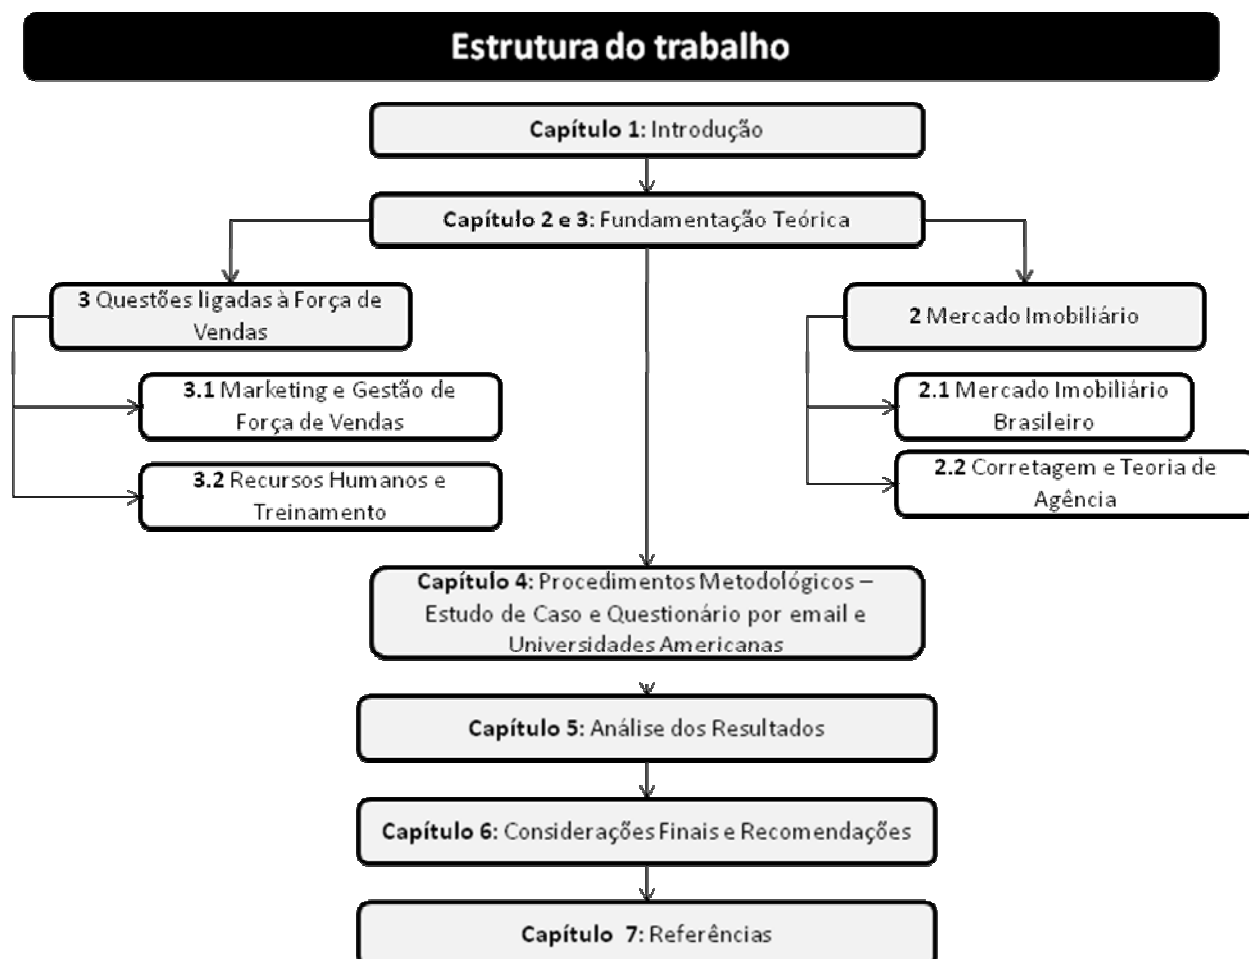 Estrutura do trabalho
Capítulo 1: Introdução
Capítulo 2 e 3: Fundamentação Teórica
3 Questões ligadas à Força de
Vendas
3.1 Marketing e Gestão de
Força de Vendas
3.2 Recursos Humanos e
Treinamento
2 Mercado Imobiliário
2.1 Mercado Imobiliário
Brasileiro
2.2 Corretagem e Teoria de
Agência
Capítulo 4: Procedimentos Metodológicos –
Estudo de Caso e Questionário por email e
Universidades Americanas
Capítulo 5: Análise dos Resultados
Capítulo 6: Considerações Finais e Recomendações
Capítulo 7: Referências